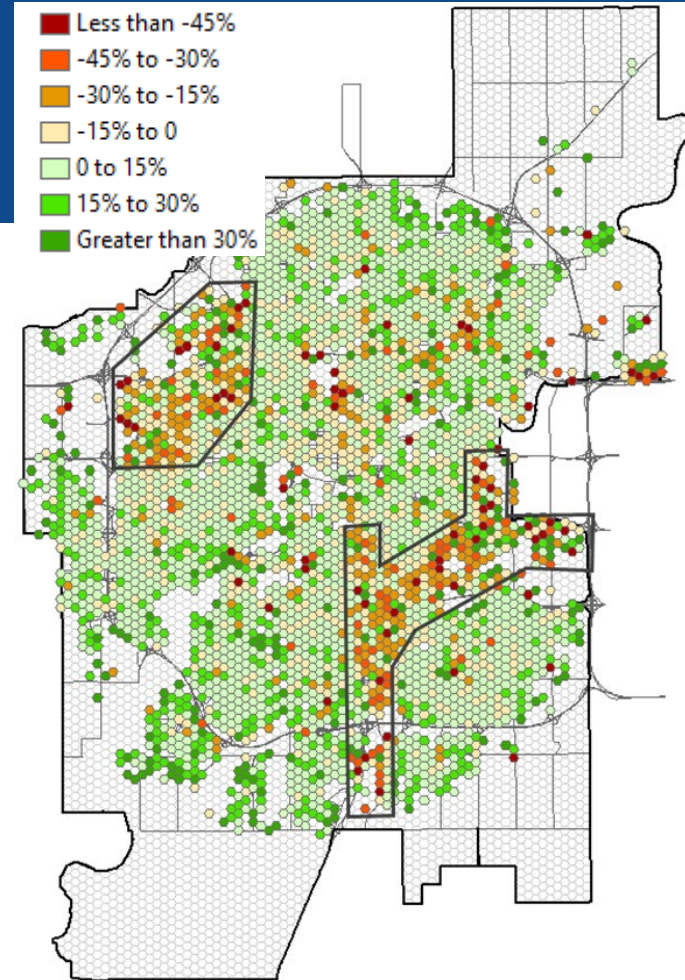 Less than -45%
-45% to -30%
-30% to -15%
-15% to 0
0 to 15%
15% to 30%
Greater than 30%